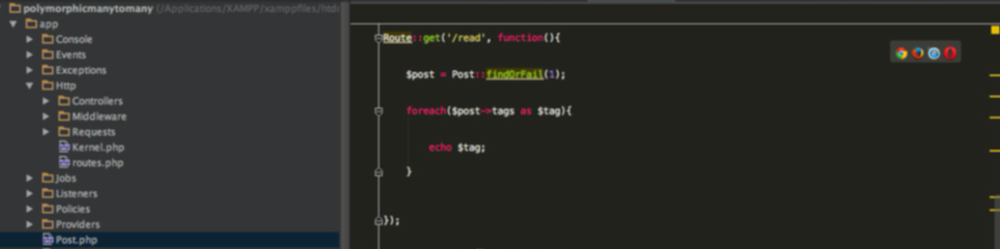 polymorphicmanytomany (/Applications/XAMPP/xamppfiles/htdo
app
Console
Events
Exceptions
Http
Controllers
Middleware
Requests
Kernel.php
routes.php
Jobs
Listeners
Policies
Providers
Post.php
Route::get('/read', function(){
$post = Post::findOrFail(1);
foreach($post->tags as $tag){
echo $tag;
}
});